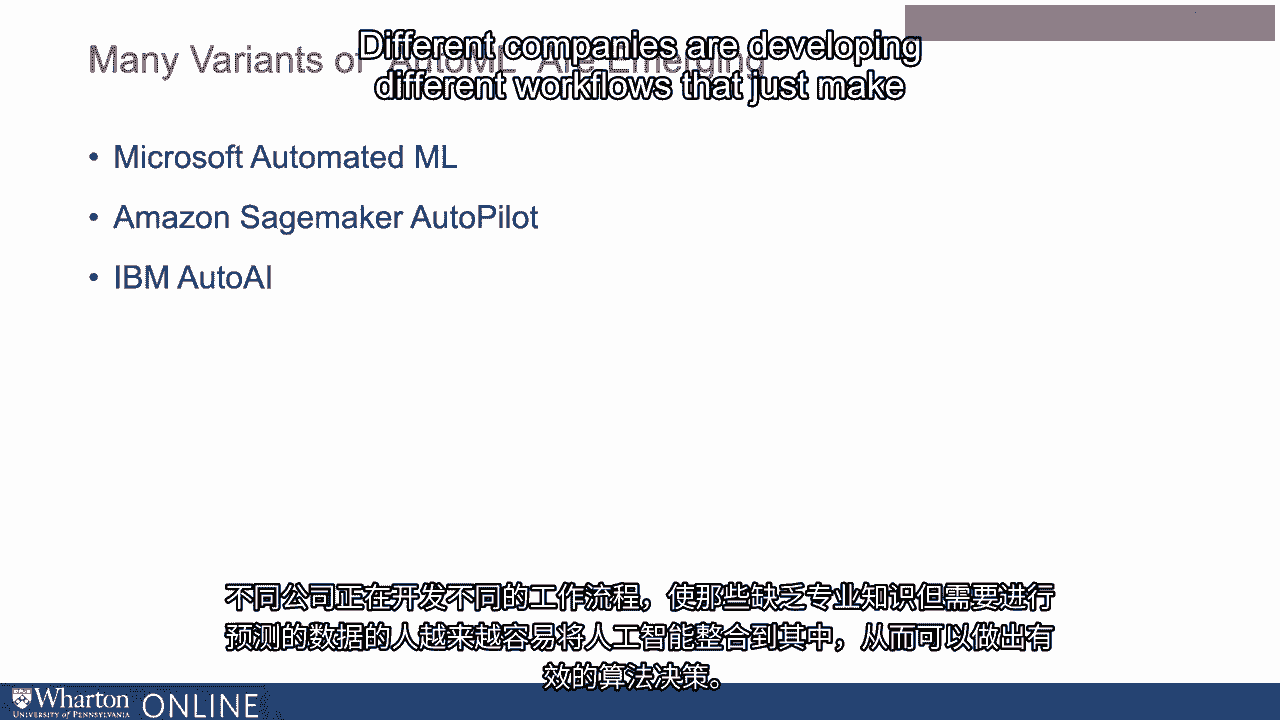 Many Variants of "AutoML" Are Emerging
Different companies are developing
different workflows that just make
• Microsoft Automated ML
• Amazon Sagemaker AutoPilot
• IBM AutoAI
不同公司正在开发不同的工作流程，使那些缺乏专业知识但需要进行
预测的数据的人越来越容易将人工智能整合到其中，从而可以做出有
效的算法决策。
Wharton ONLINE
UNIVERSITY of PENNSYLVANIA